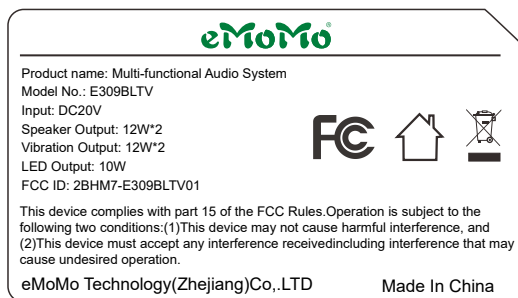 eMoMo®
Product name: Multi-functional Audio System
Model No.: E309BLTV
Input: DC20V
Speaker Output: 12W*2
Vibration Output: 12W*2
LED Output: 10W
FCC ID: 2BHM7-E309BLTV01
FC
This device complies with part 15 of the FCC Rules.Operation is subject to the
following two conditions:(1)This device may not cause harmful interference, and
(2)This device must accept any interference receivedincluding interference that may
cause undesired operation.
eMoMo Technology(Zhejiang)Co,.LTD
Made In China